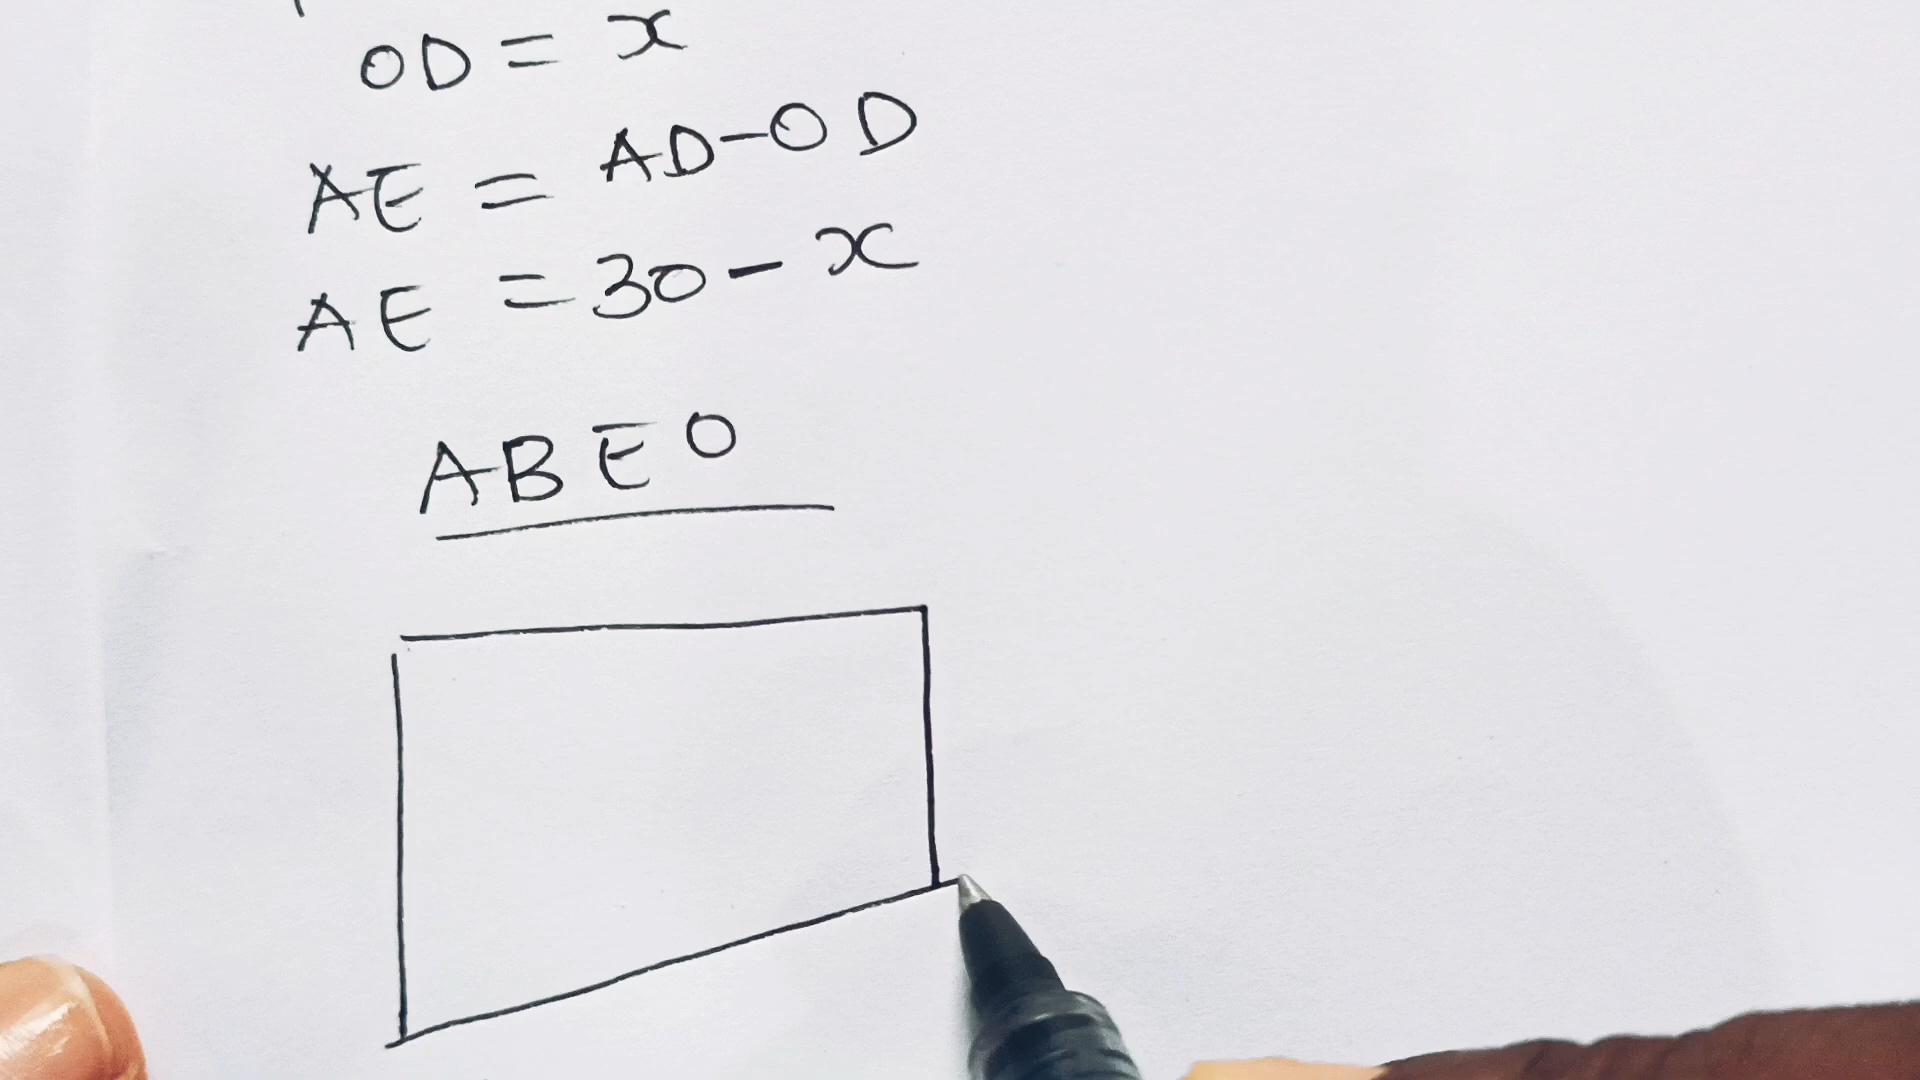 OD = x
AE = AD-OD
AE = 30-x
ABEO